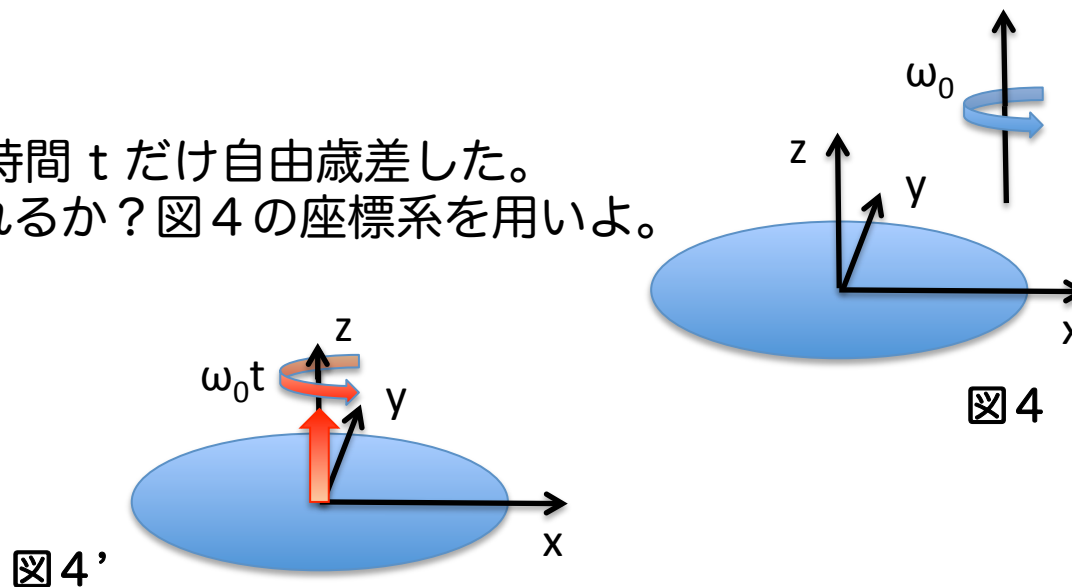 時間 t だけ自由歳差した。
れるか？図４の座標系を用いよ。
ω0
z
y
x
図４
z
ω0t
y
x
図４’